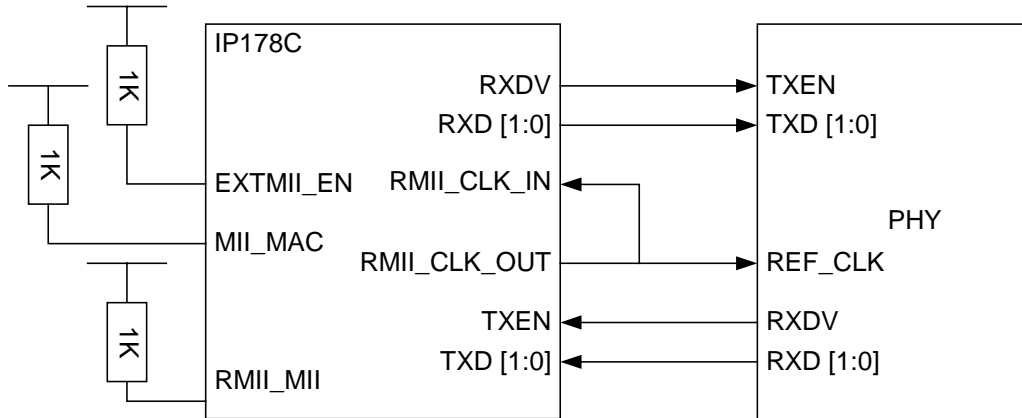 IP178C
1K
1K
1K
EXTMII_EN
MII_MAC
RMII_MII
RXDV
RXD [1:0]
RMII_CLK_IN
RMII_CLK_OUT
TXEN
TXD [1:0]
TXEN
TXD [1:0]
PHY
REF_CLK
RXDV
RXD [1:0]